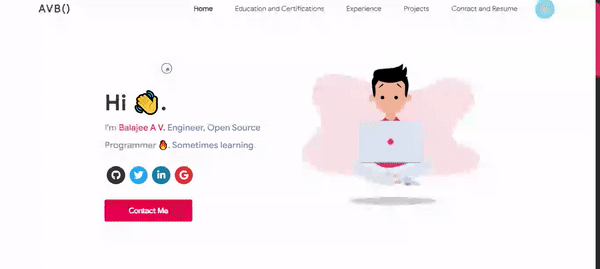 AVB()
Home Education and Certifications Experience Projects Contact and Resume
Hi 👋.
I'm Balajee A V. Engineer, Open Source
Programmer 🔥. Sometimes learning.
Contact Me